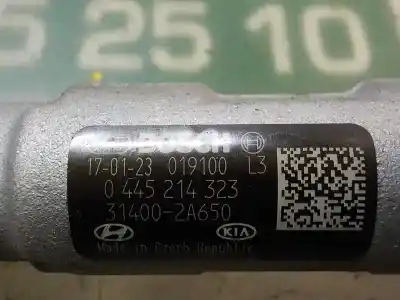 5 25 10
BOSCH
17-01-23 019100 L3
0 445 214 323
31400-2A650
Made in Czech Republic
KIA